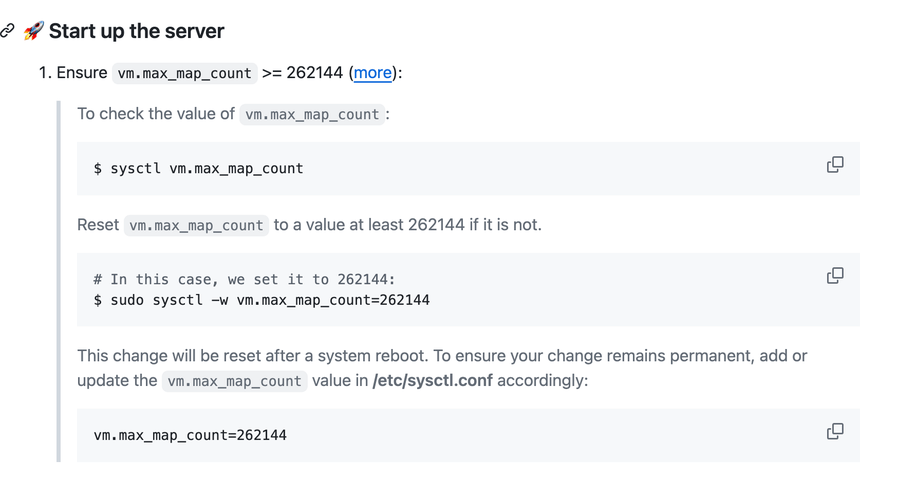 🚀 Start up the server
1. Ensure vm.max_map_count >= 262144 (more):
To check the value of vm.max_map_count:
$ sysctl vm.max_map_count
Reset vm.max_map_count to a value at least 262144 if it is not.
# In this case, we set it to 262144:
$ sudo sysctl -w vm.max_map_count=262144
This change will be reset after a system reboot. To ensure your change remains permanent, add or
update the vm.max_map_count value in /etc/sysctl.conf accordingly:
vm.max_map_count=262144